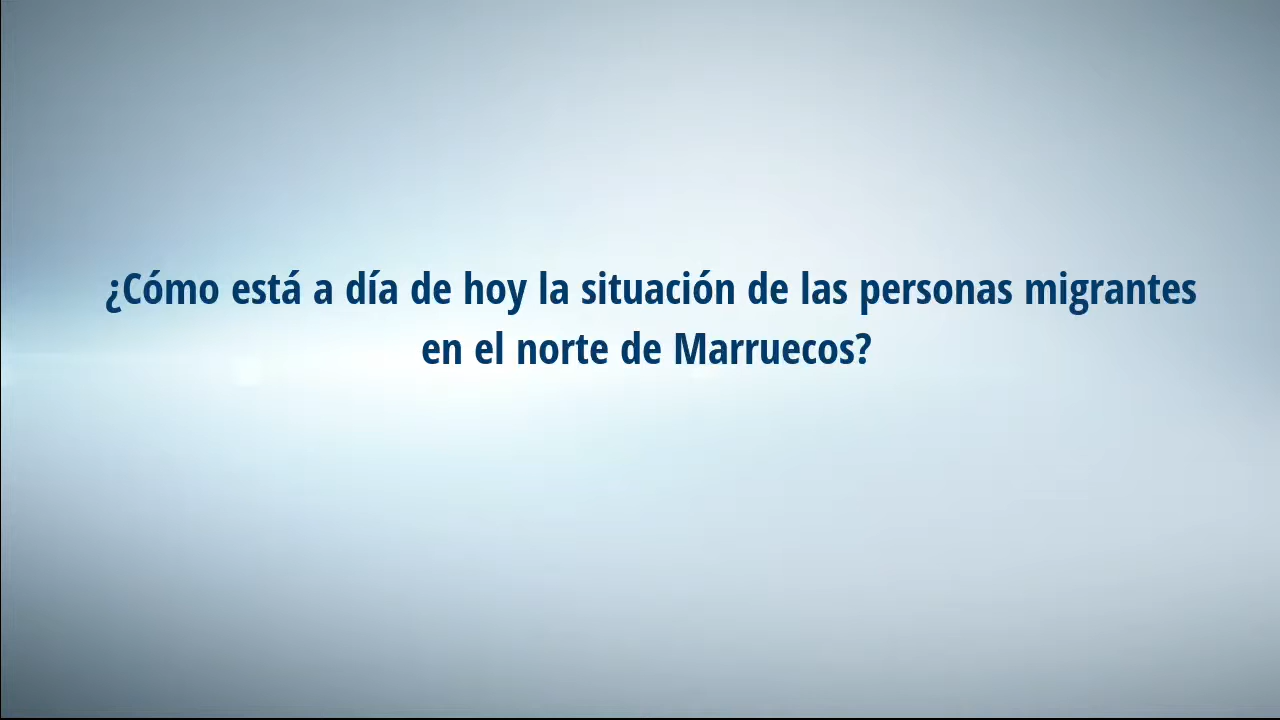 ¿Cómo está a día de hoy la situación de las personas migrantes
en el norte de Marruecos?